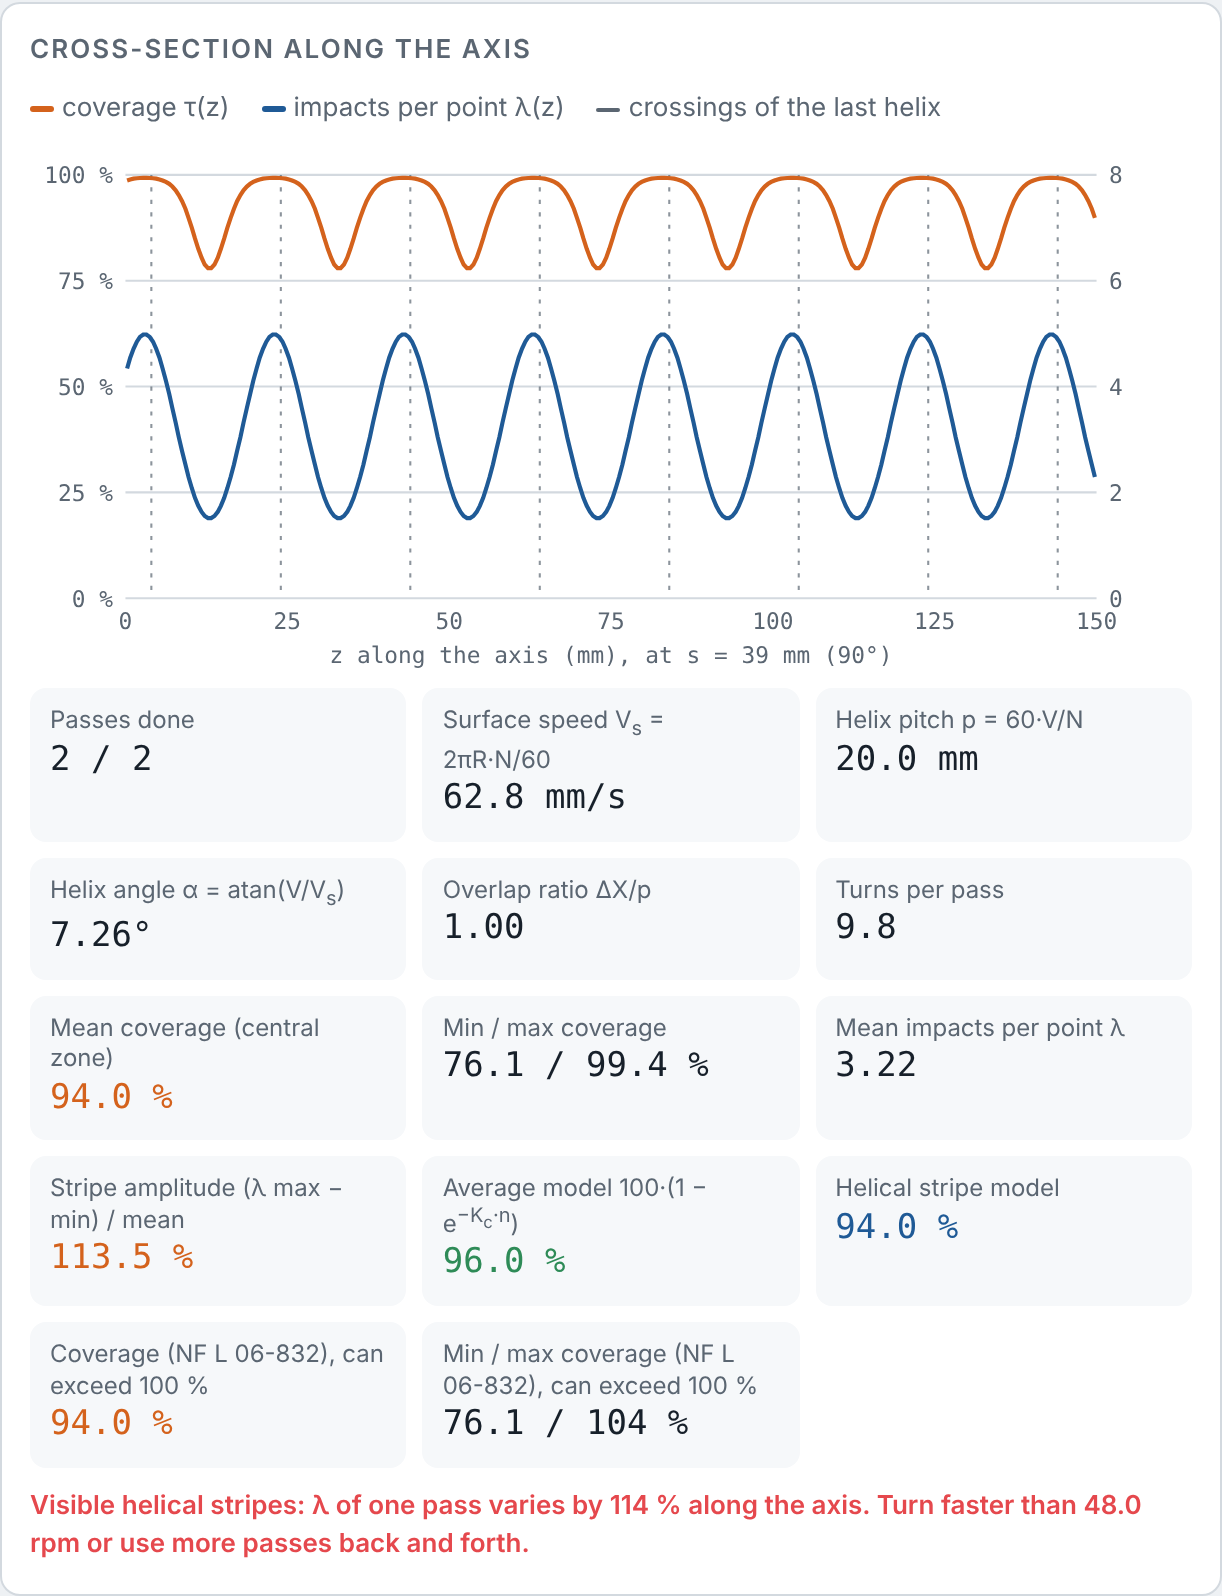 CROSS-SECTION ALONG THE AXIS
coverage τ(z) impacts per point λ(z) crossings of the last helix
100 % 8
75 % 6
50 % 4
25 % 2
0 % 0
0 25 50 75 100 125 150
z along the axis (mm), at s = 39 mm (90°)
Passes done
2 / 2
Surface speed Vs =
2πR·N/60
62.8 mm/s
Helix pitch p = 60·V/N
20.0 mm
Helix angle α = atan(V/Vs)
7.26°
Overlap ratio ΔX/p
1.00
Turns per pass
9.8
Mean coverage (central
zone)
94.0 %
Min / max coverage
76.1 / 99.4 %
Mean impacts per point λ
3.22
Stripe amplitude (λ max −
min) / mean
113.5 %
Average model 100·(1 −
e−Kc·n)
96.0 %
Helical stripe model
94.0 %
Coverage (NF L 06-832), can
exceed 100 %
94.0 %
Min / max coverage (NF L
06-832), can exceed 100 %
76.1 / 104 %
Visible helical stripes: λ of one pass varies by 114 % along the axis. Turn faster than 48.0
rpm or use more passes back and forth.